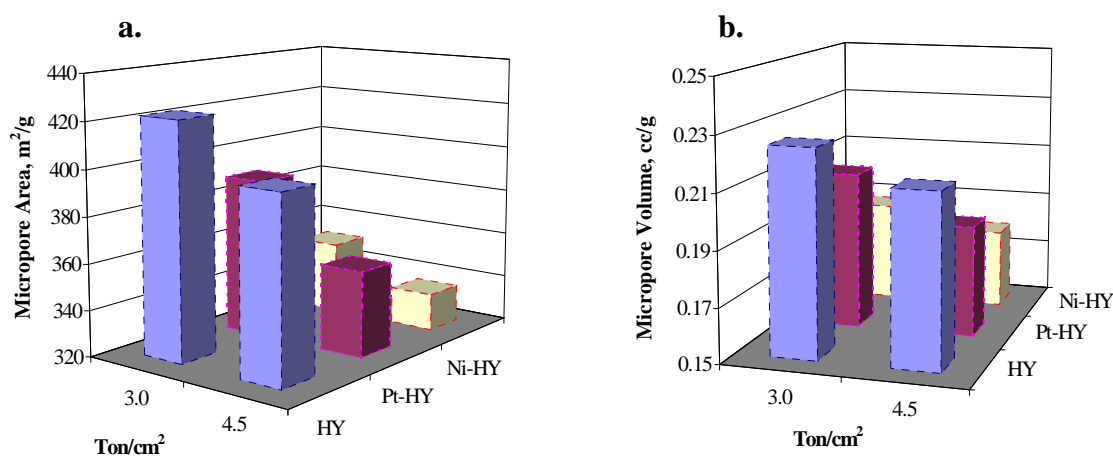 a.
Micropore Area, m²/g
440
420
400
380
360
340
320
3.0
4.5
Ton/cm²
HY
Pt-HY
Ni-HY
b.
Micropore Volume, cc/g
0.25
0.23
0.21
0.19
0.17
0.15
3.0
4.5
Ton/cm²
HY
Pt-HY
Ni-HY